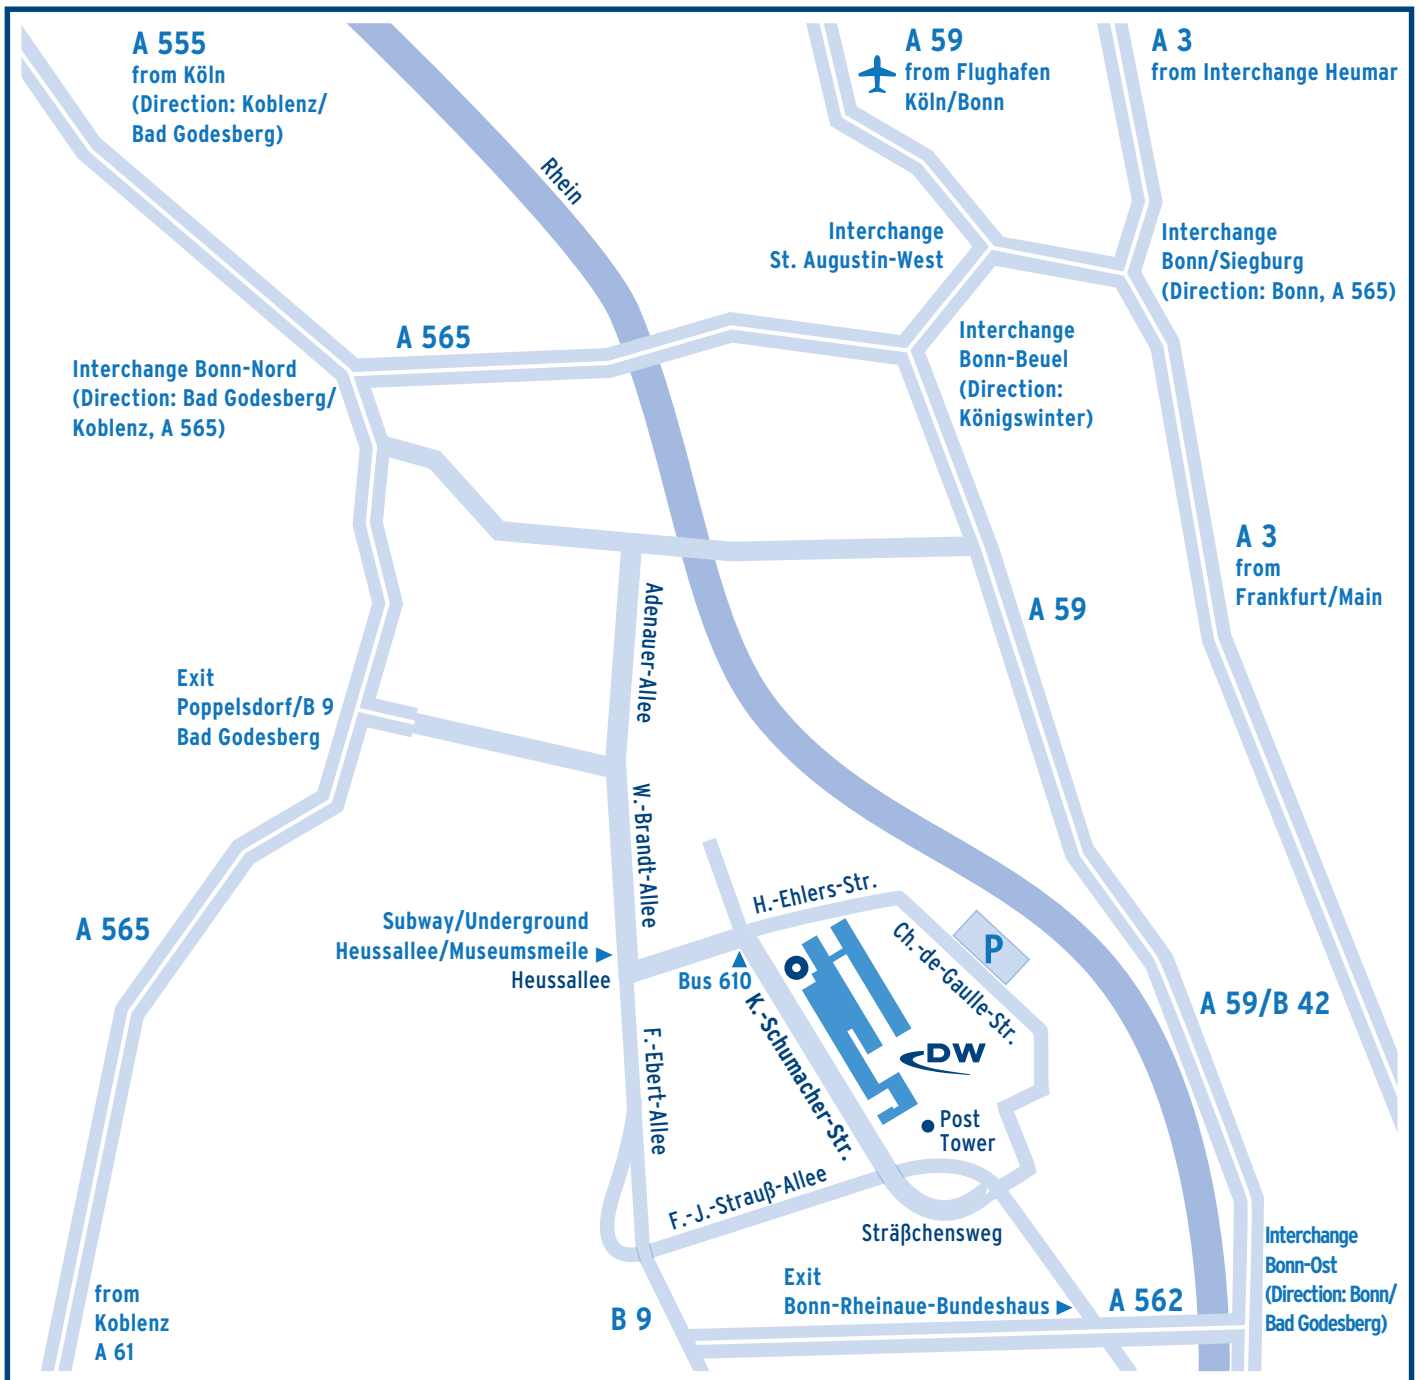 A 555
from Köln
(Direction: Koblenz/
Bad Godesberg)
Rhein
A 59
from Flughafen
Köln/Bonn
A 3
from Interchange Heumar
Interchange
St. Augustin-West
Interchange
Bonn/Siegburg
(Direction: Bonn, A 565)
A 565
Interchange Bonn-Nord
(Direction: Bad Godesberg/
Koblenz, A 565)
Interchange
Bonn-Beuel
(Direction:
Königswinter)
A 3
from
Frankfurt/Main
A 59
Adenauer-Allee
Exit
Poppelsdorf/B 9
Bad Godesberg
W.-Brandt-Allee
H.-Ehlers-Str.
A 565
Subway/Underground
Heussallee/Museumsmeile
Heussallee
Bus 610
Ch.-de-Gaulle-Str.
P
A 59/B 42
K.-Schumacher-Str.
DW
F.-Ebert-Allee
Post
Tower
F.-J.-Strauß-Allee
Sträßchensweg
Interchange
Bonn-Ost
(Direction: Bonn/
Bad Godesberg)
Exit
Bonn-Rheinaue-Bundeshaus
A 562
B 9
from
Koblenz
A 61